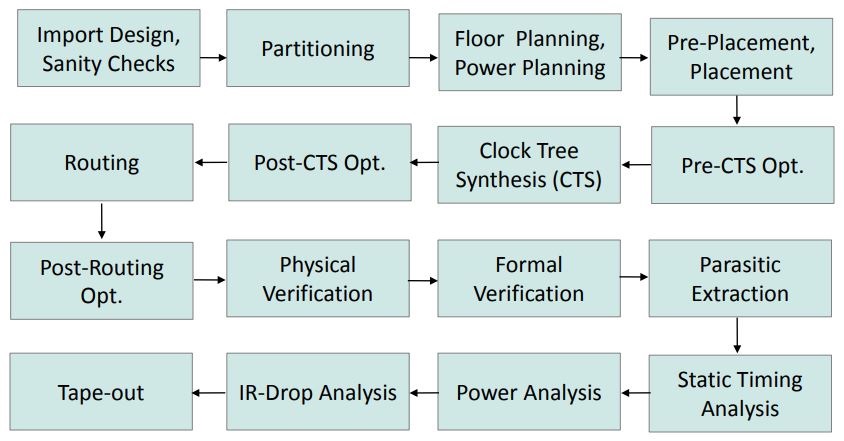 Import Design,
Sanity Checks
Partitioning
Floor Planning,
Power Planning
Pre-Placement,
Placement
Pre-CTS Opt.
Clock Tree
Synthesis (CTS)
Post-CTS Opt.
Routing
Post-Routing
Opt.
Physical
Verification
Formal
Verification
Parasitic
Extraction
Static Timing
Analysis
Power Analysis
IR-Drop Analysis
Tape-out